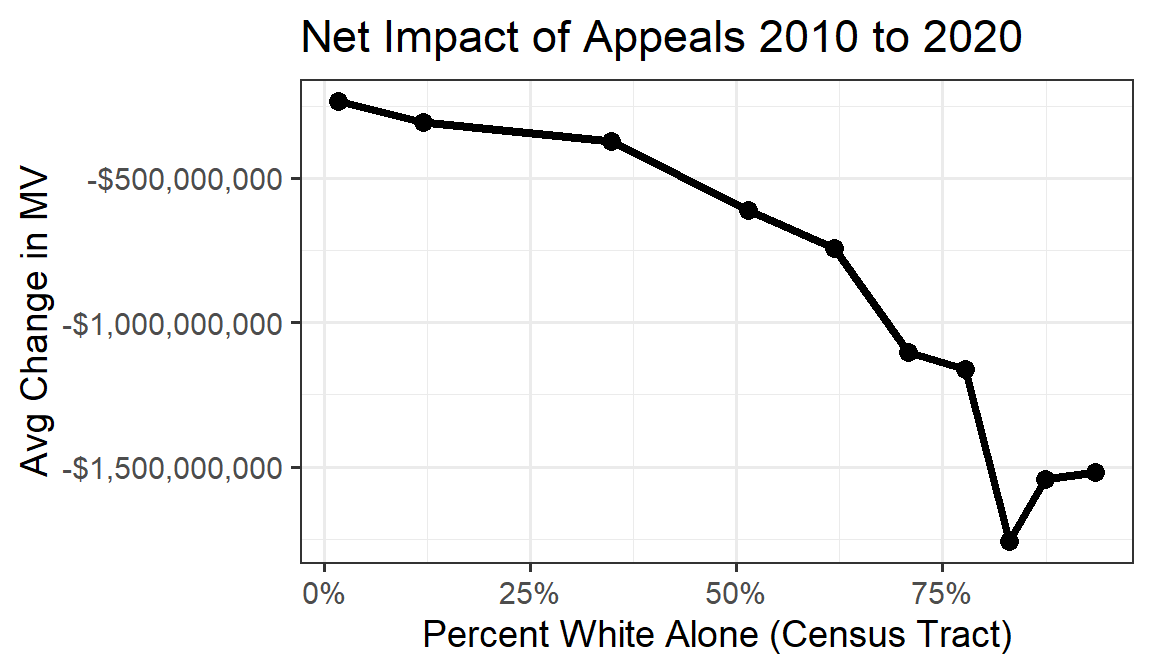 Net Impact of Appeals 2010 to 2020
Avg Change in MV
-$500,000,000
-$1,000,000,000
-$1,500,000,000
0%
25%
50%
75%
Percent White Alone (Census Tract)